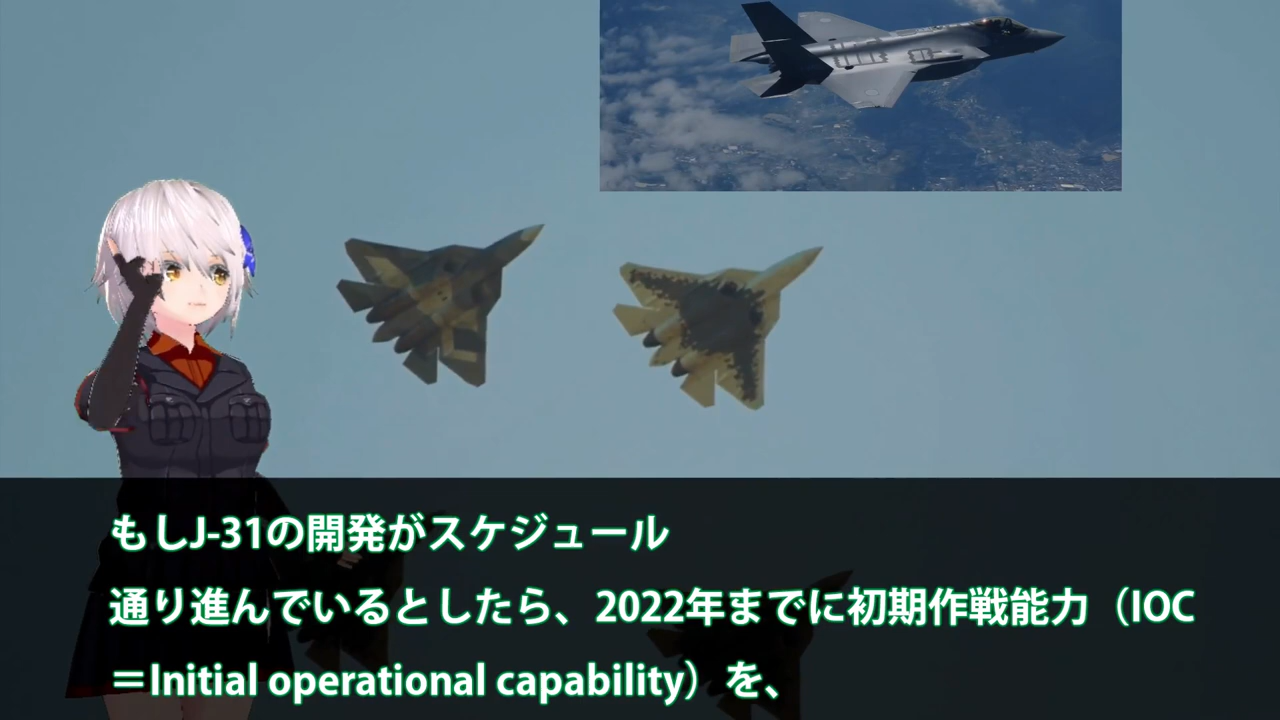 もしJ-31の開発がスケジュール
通り進んでいるとしたら、2022年までに初期作戦能力（IOC
＝Initial operational capability）を、